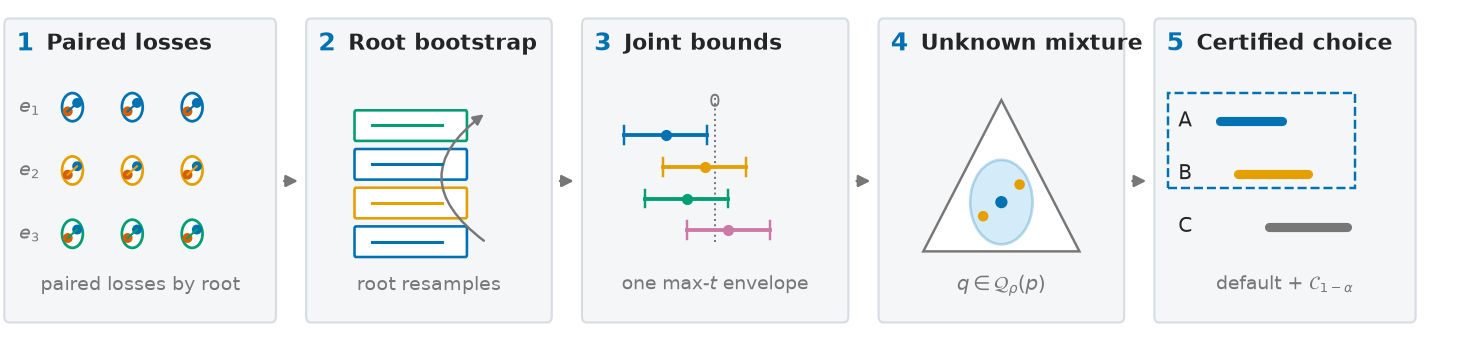 1 Paired losses
e₁
e₂
e₃
paired losses by root
2 Root bootstrap
root resamples
3 Joint bounds
0
one max-t envelope
4 Unknown mixture
q ∈ 𝒬ᵨ(p)
5 Certified choice
A
B
C
default + 𝒞₁₋α